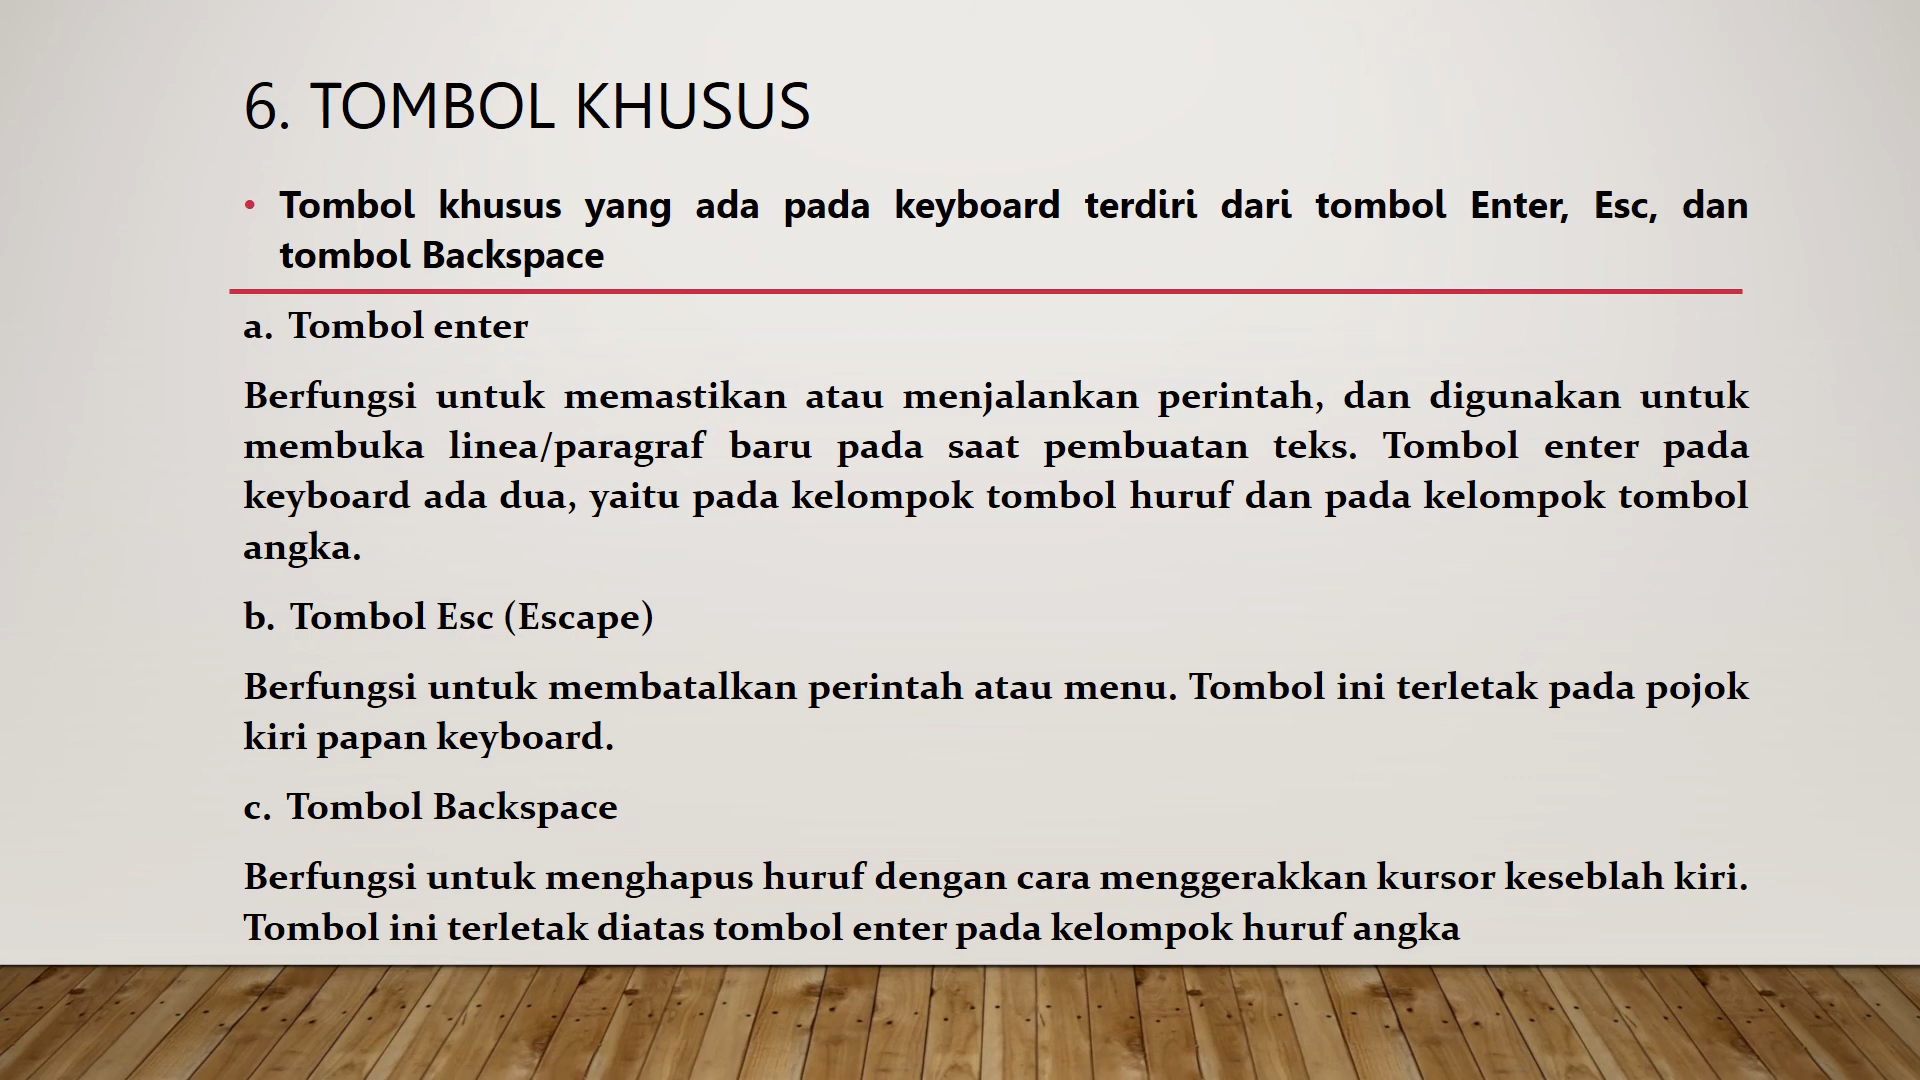 6. TOMBOL KHUSUS
• Tombol khusus yang ada pada keyboard terdiri dari tombol Enter, Esc, dan
tombol Backspace
a. Tombol enter
Berfungsi untuk memastikan atau menjalankan perintah, dan digunakan untuk
membuka linea/paragraf baru pada saat pembuatan teks. Tombol enter pada
keyboard ada dua, yaitu pada kelompok tombol huruf dan pada kelompok tombol
angka.
b. Tombol Esc (Escape)
Berfungsi untuk membatalkan perintah atau menu. Tombol ini terletak pada pojok
kiri papan keyboard.
c. Tombol Backspace
Berfungsi untuk menghapus huruf dengan cara menggerakkan kursor keseblah kiri.
Tombol ini terletak diatas tombol enter pada kelompok huruf angka